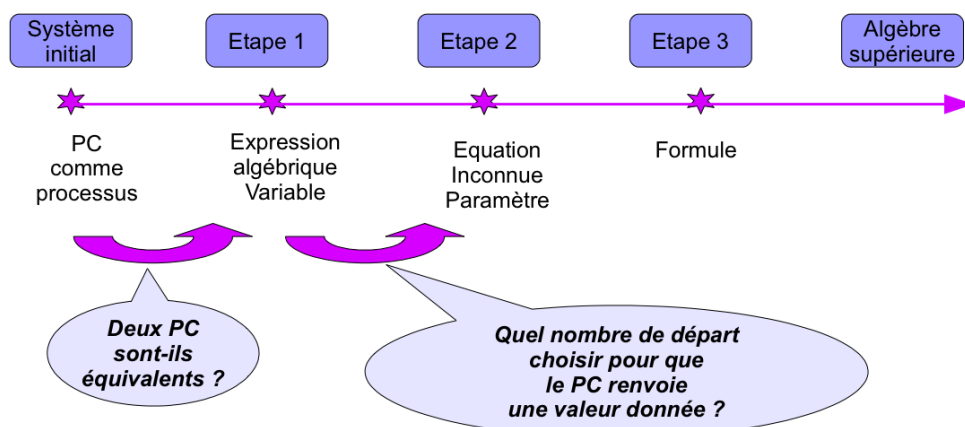 Système
initial
Etape 1
Etape 2
Etape 3
Algèbre
supérieure
PC
comme
processus
Expression
algébrique
Variable
Equation
Inconnue
Paramètre
Formule
Deux PC
sont-ils
équivalents ?
Quel nombre de départ
choisir pour que
le PC renvoie
une valeur donnée ?